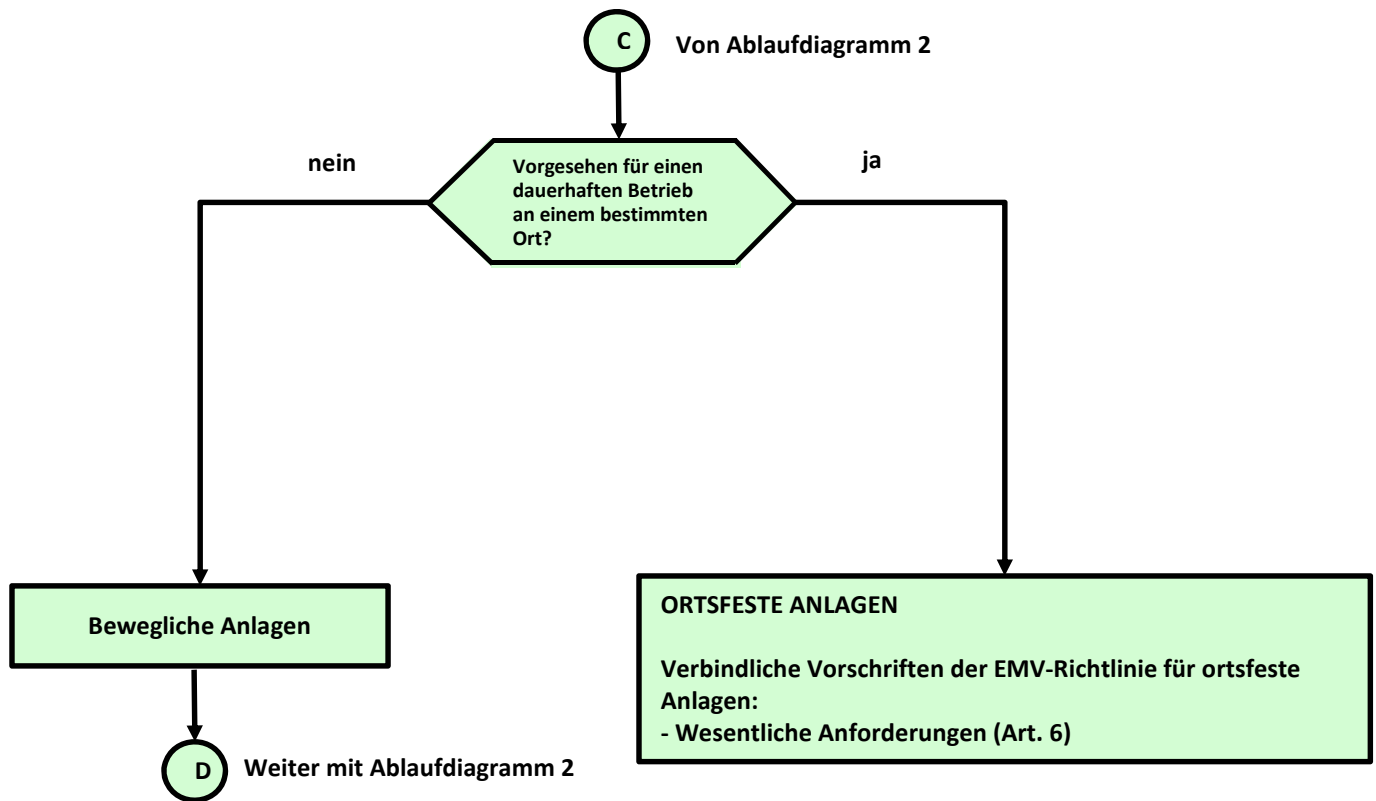 C
Von Ablaufdiagramm 2
nein
ja
Vorgesehen für einen
dauerhaften Betrieb
an einem bestimmten
Ort?
Bewegliche Anlagen
ORTSFESTE ANLAGEN
Verbindliche Vorschriften der EMV-Richtlinie für ortsfeste
Anlagen:
- Wesentliche Anforderungen (Art. 6)
D
Weiter mit Ablaufdiagramm 2